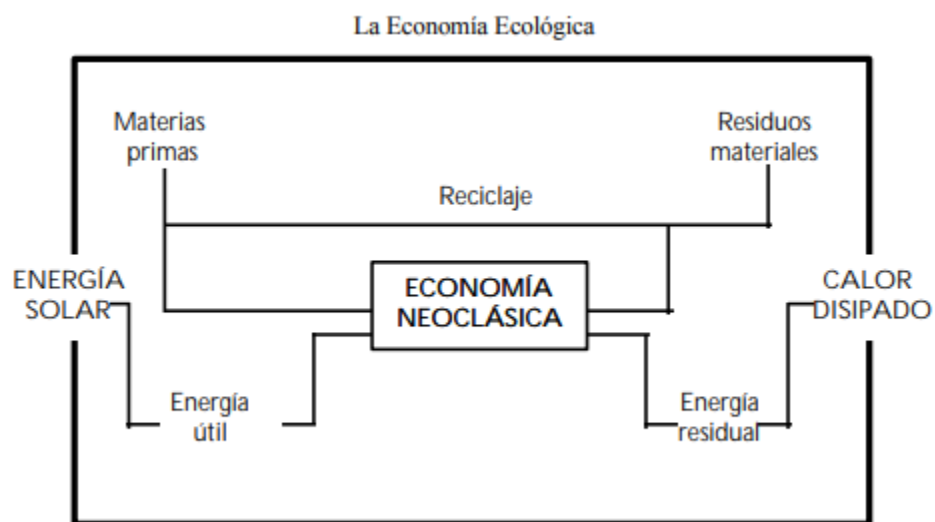 La Economía Ecológica
Materias
primas
Residuos
materiales
Reciclaje
ENERGÍA
SOLAR
ECONOMÍA
NEOCLÁSICA
CALOR
DISIPADO
Energía
útil
Energía
residual